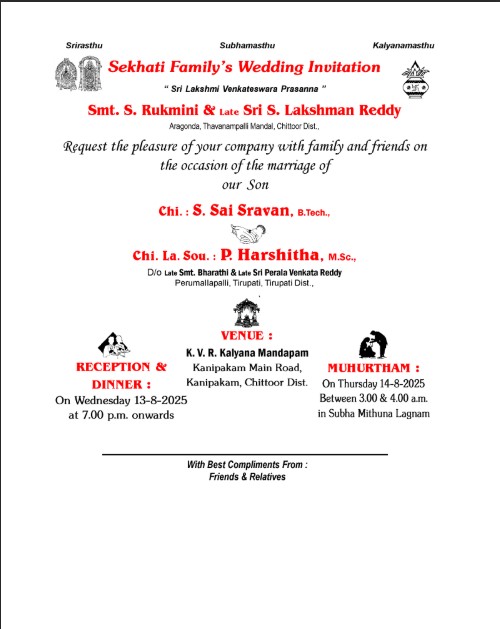 Srirasthu Subhamasthu Kalyanamasthu
Sekhati Family's Wedding Invitation
" Sri Lakshmi Venkateswara Prasanna "
Smt. S. Rukmini & Late Sri S. Lakshman Reddy
Aragonda, Thavanampalli Mandal, Chittoor Dist.,
Request the pleasure of your company with family and friends on
the occasion of the marriage of
our Son
Chi. : S. Sai Sravan, B.Tech.,
Chi. La. Sou. : P. Harshitha, M.Sc.,
D/o Late Smt. Bharathi & Late Sri Perala Venkata Reddy
Perumallapalli, Tirupati, Tirupati Dist.,
RECEPTION &
DINNER :
On Wednesday 13-8-2025
at 7.00 p.m. onwards
VENUE :
K. V. R. Kalyana Mandapam
Kanipakam Main Road,
Kanipakam, Chittoor Dist.
MUHURTHAM :
On Thursday 14-8-2025
Between 3.00 & 4.00 a.m.
in Subha Mithuna Lagnam
With Best Compliments From :
Friends & Relatives